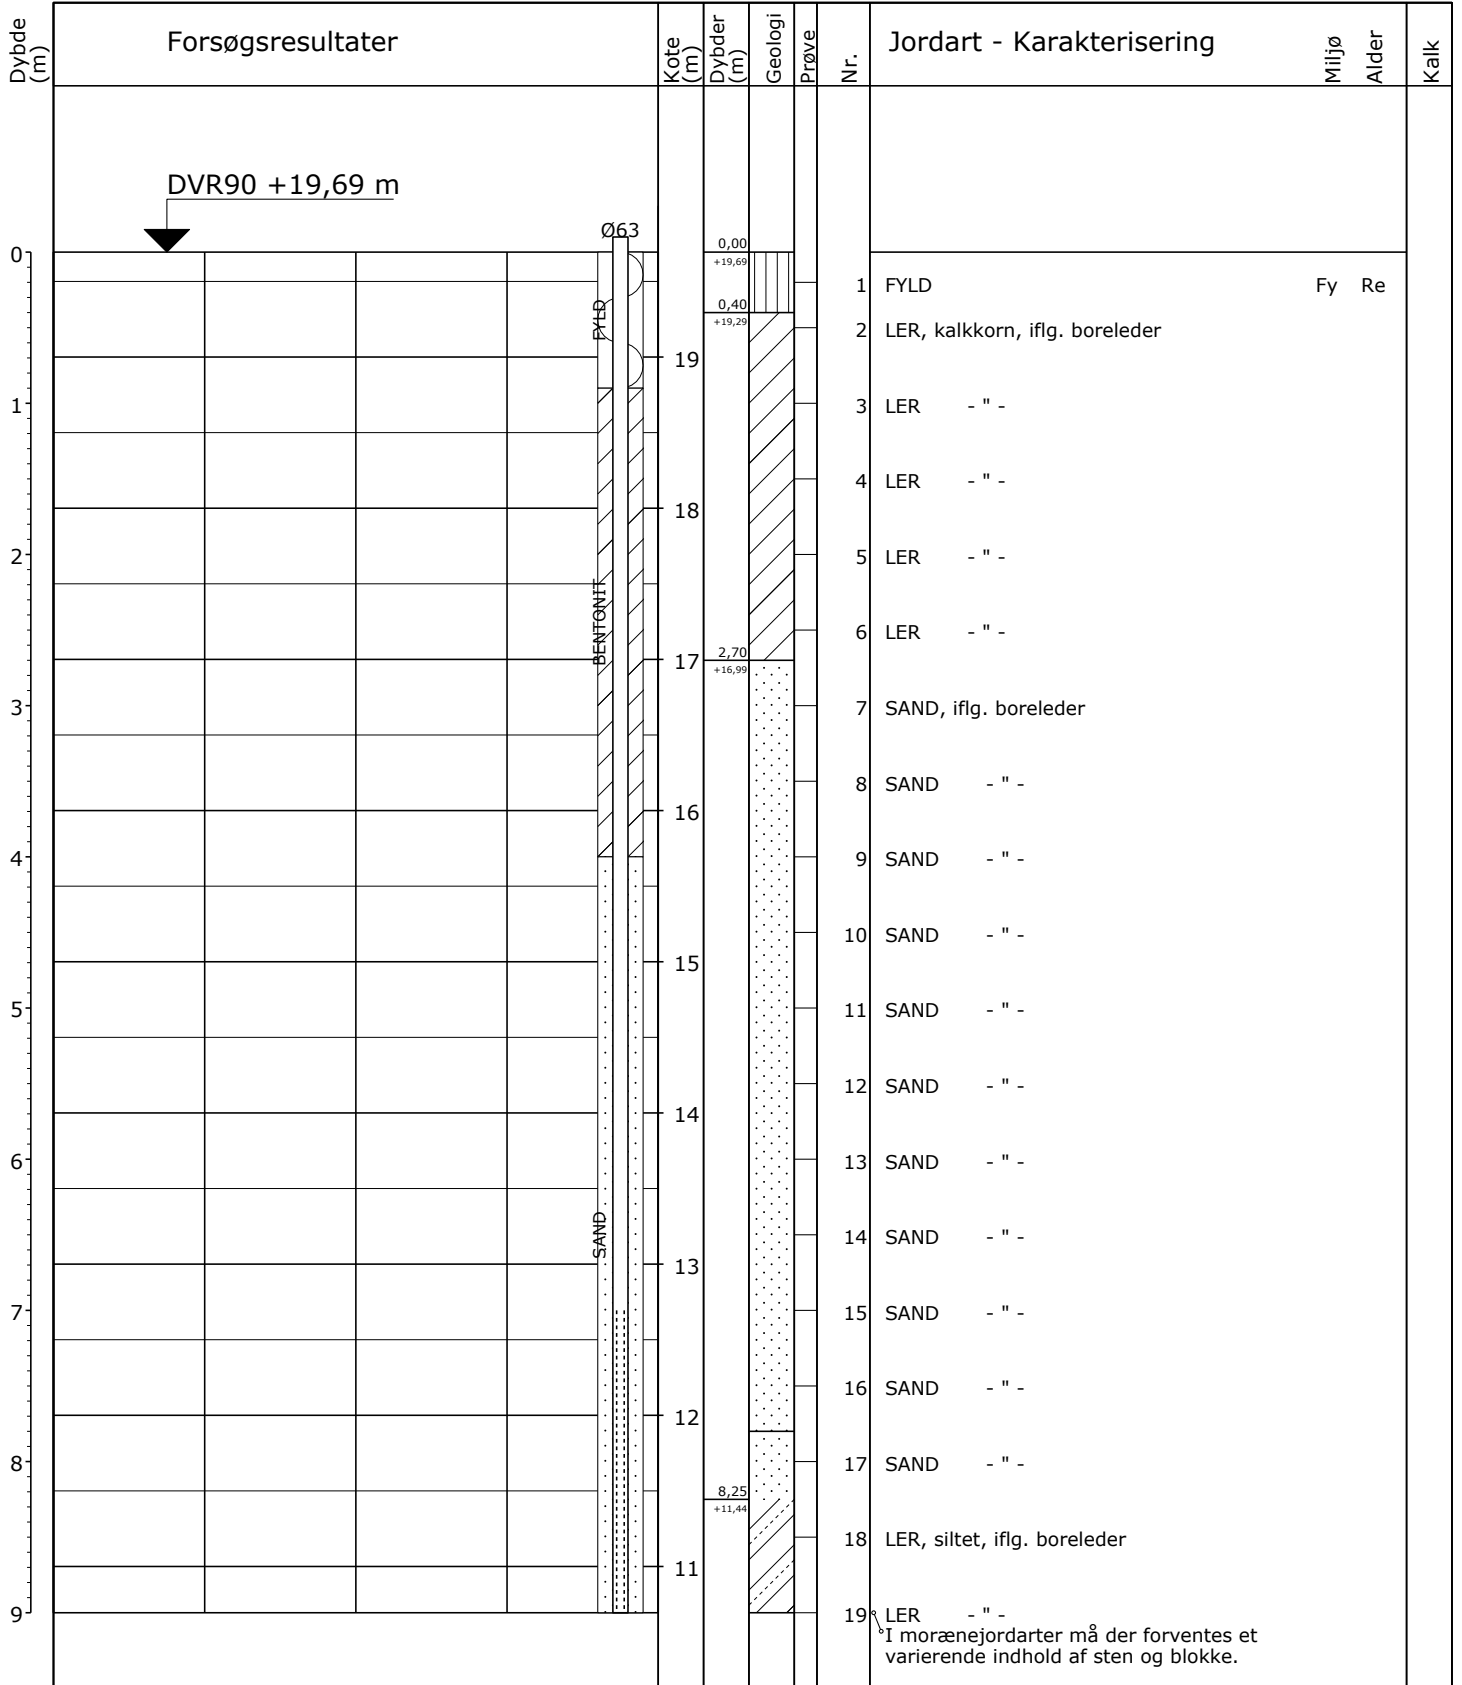 Dybde (m)
Forsøgsresultater
Kote (m)
Dybder (m)
Geologi
Prøve
Nr.
Jordart - Karakterisering
Miljø
Alder
Kalk
DVR90 +19,69 m
Ø63
0
1
2
3
4
5
6
7
8
9
FYLD
BENTONIT
SAND
19
18
17
16
15
14
13
12
11
0,00
+19,69
0,40
+19,29
2,70
+16,99
8,25
+11,44
1 FYLD Fy Re
2 LER, kalkkorn, iflg. boreleder
3 LER - " -
4 LER - " -
5 LER - " -
6 LER - " -
7 SAND, iflg. boreleder
8 SAND - " -
9 SAND - " -
10 SAND - " -
11 SAND - " -
12 SAND - " -
13 SAND - " -
14 SAND - " -
15 SAND - " -
16 SAND - " -
17 SAND - " -
18 LER, siltet, iflg. boreleder
19 LER - " -
I morænejordarter må der forventes et
varierende indhold af sten og blokke.